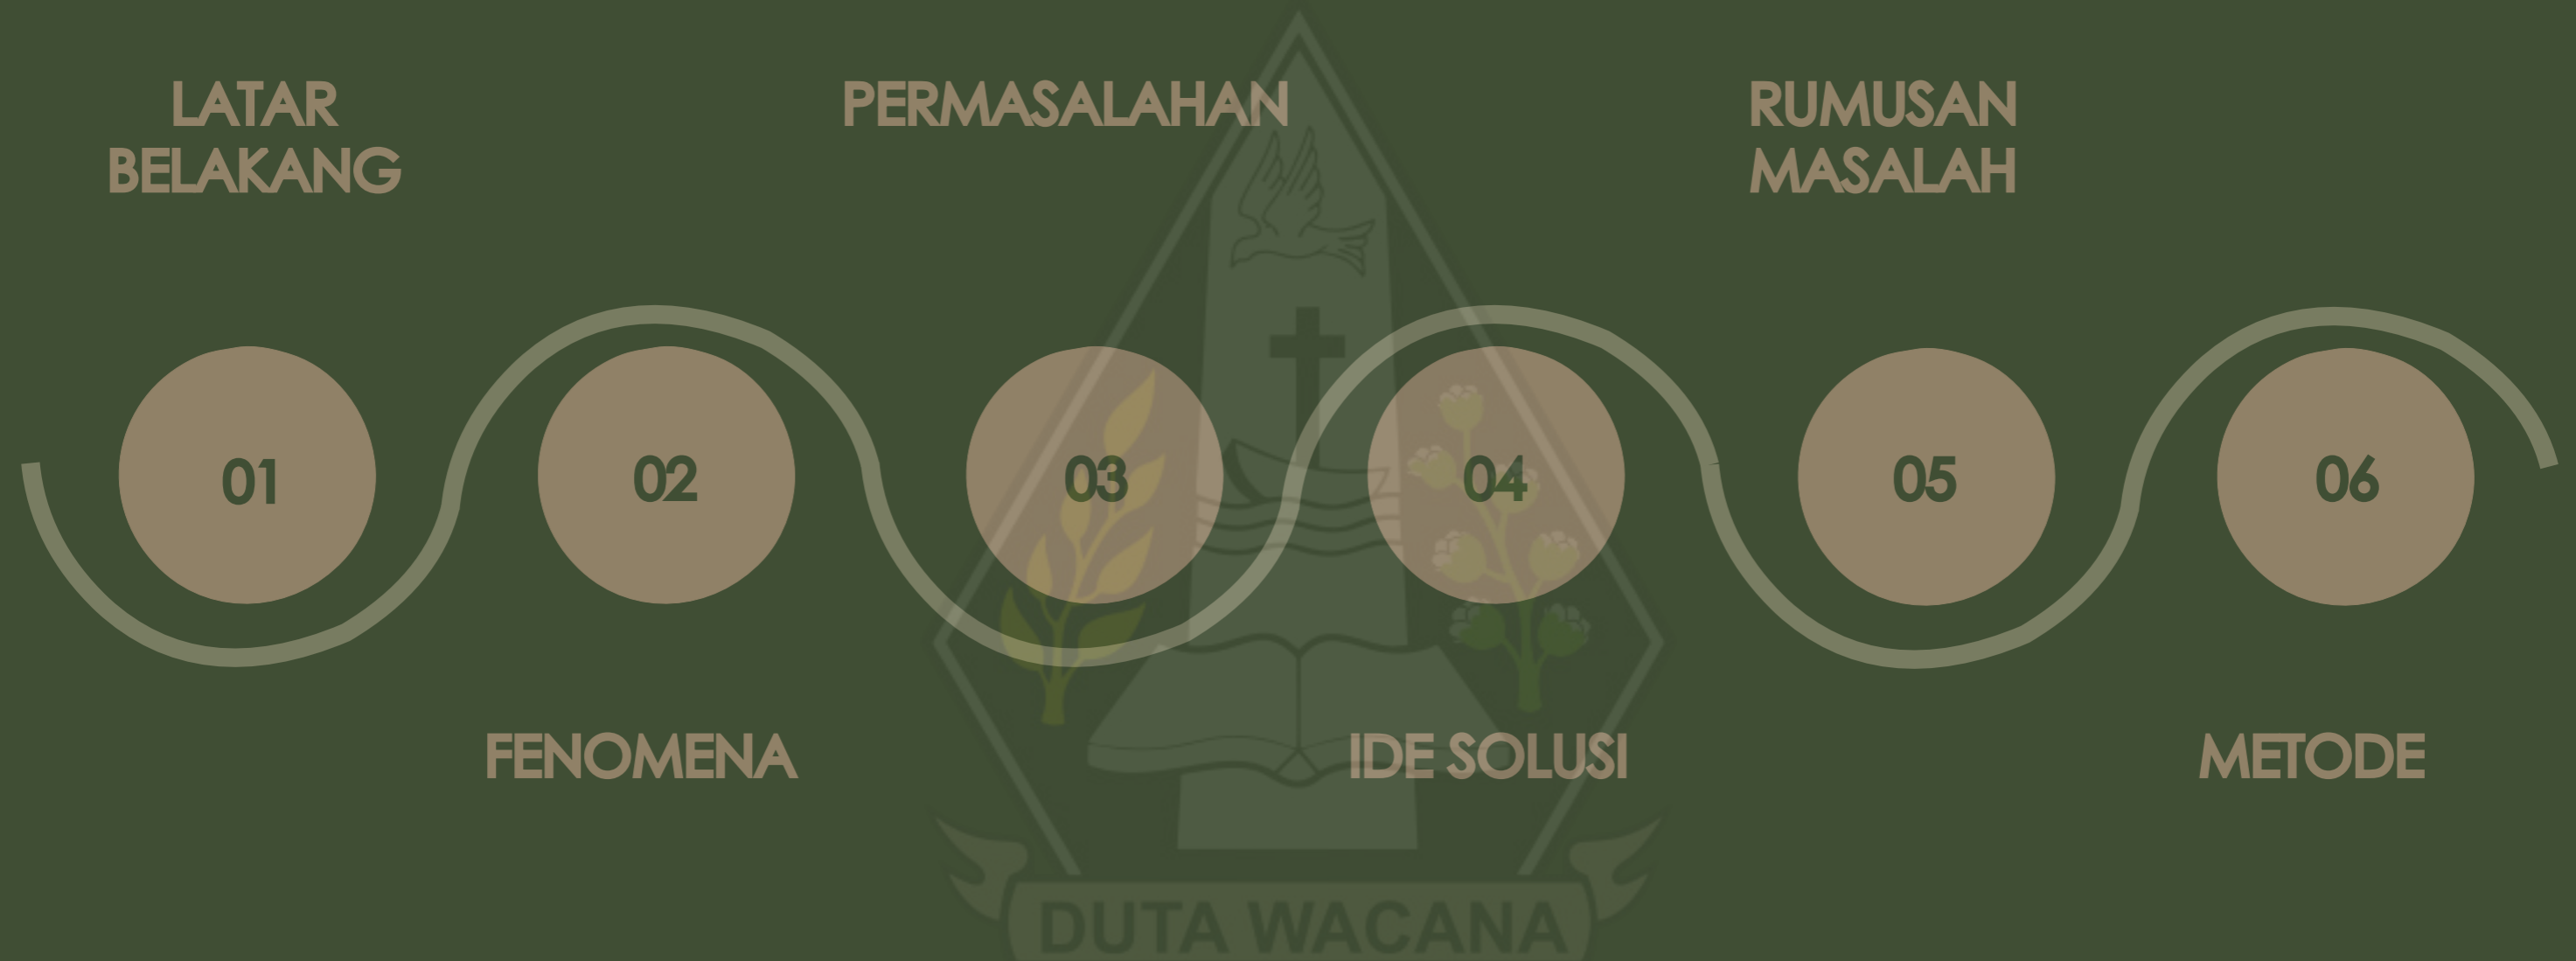 LATAR
BELAKANG
PERMASALAHAN
RUMUSAN
MASALAH
01
02
03
04
05
06
FENOMENA
IDE SOLUSI
METODE
DUTA WACANA